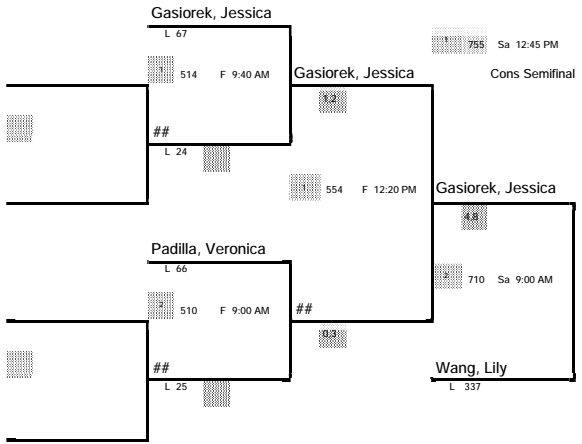 Gasiorek, Jessica
L 67
1 514 F 9:40 AM
1 755 Sa 12:45 PM
Gasiorek, Jessica
Cons Semifinal
1,2
##
L 24
1 554 F 12:20 PM
Gasiorek, Jessica
4,8
Padilla, Veronica
L 66
2 710 Sa 9:00 AM
2 510 F 9:00 AM
##
0,3
##
L 25
Wang, Lily
L 337